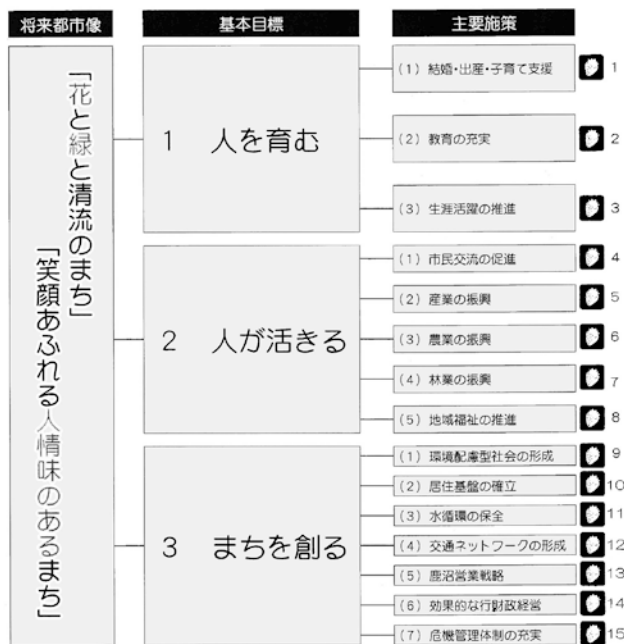 将来都市像
基本目標
主要施策
「花と緑と清流のまち」
「笑顔あふれる人情味のあるまち」
1 人を育む
(1) 結婚・出産・子育て支援 1
(2) 教育の充実 2
(3) 生涯活躍の推進 3
2 人が活きる
(1) 市民交流の促進 4
(2) 産業の振興 5
(3) 農業の振興 6
(4) 林業の振興 7
(5) 地域福祉の推進 8
3 まちを創る
(1) 環境配慮型社会の形成 9
(2) 居住基盤の確立 10
(3) 水循環の保全 11
(4) 交通ネットワークの形成 12
(5) 鹿沼営業戦略 13
(6) 効果的な行財政経営 14
(7) 危機管理体制の充実 15